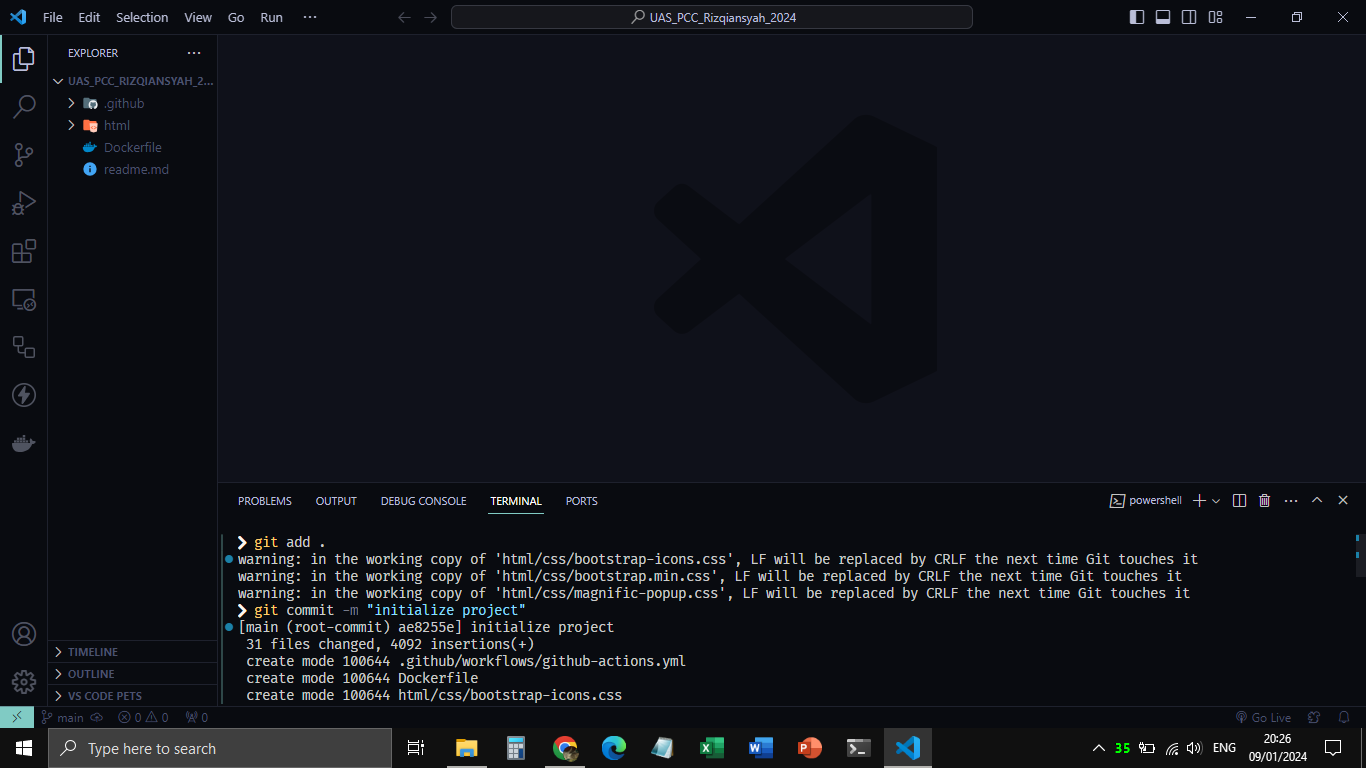 File Edit Selection View Go Run ···
UAS_PCC_Rizqiansyah_2024
EXPLORER
UAS_PCC_RIZQIANSYAH_2...
.github
html
Dockerfile
readme.md
TIMELINE
OUTLINE
VS CODE PETS
PROBLEMS OUTPUT DEBUG CONSOLE TERMINAL PORTS
powershell
git add .
warning: in the working copy of 'html/css/bootstrap-icons.css', LF will be replaced by CRLF the next time Git touches it
warning: in the working copy of 'html/css/bootstrap.min.css', LF will be replaced by CRLF the next time Git touches it
warning: in the working copy of 'html/css/magnific-popup.css', LF will be replaced by CRLF the next time Git touches it
git commit -m "initialize project"
[main (root-commit) ae8255e] initialize project
31 files changed, 4092 insertions(+)
create mode 100644 .github/workflows/github-actions.yml
create mode 100644 Dockerfile
create mode 100644 html/css/bootstrap-icons.css
main 0 0 0 Go Live
Type here to search
35 ENG
20:26
09/01/2024